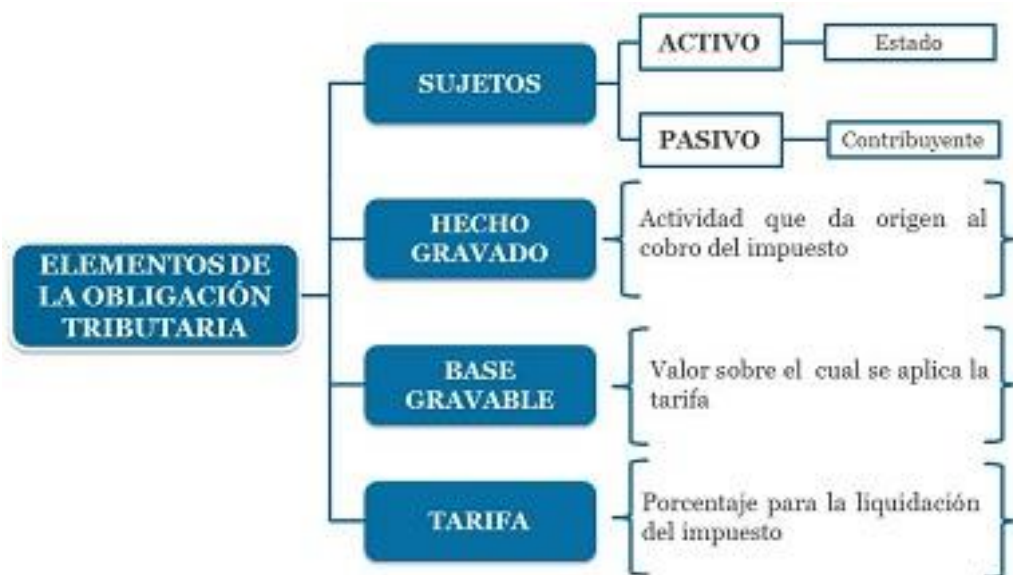 ELEMENTOS DE
LA OBLIGACIÓN
TRIBUTARIA
SUJETOS
ACTIVO
Estado
PASIVO
Contribuyente
HECHO
GRAVADO
Actividad que da origen al
cobro del impuesto
BASE
GRAVABLE
Valor sobre el cual se aplica la
tarifa
TARIFA
Porcentaje para la liquidación
del impuesto